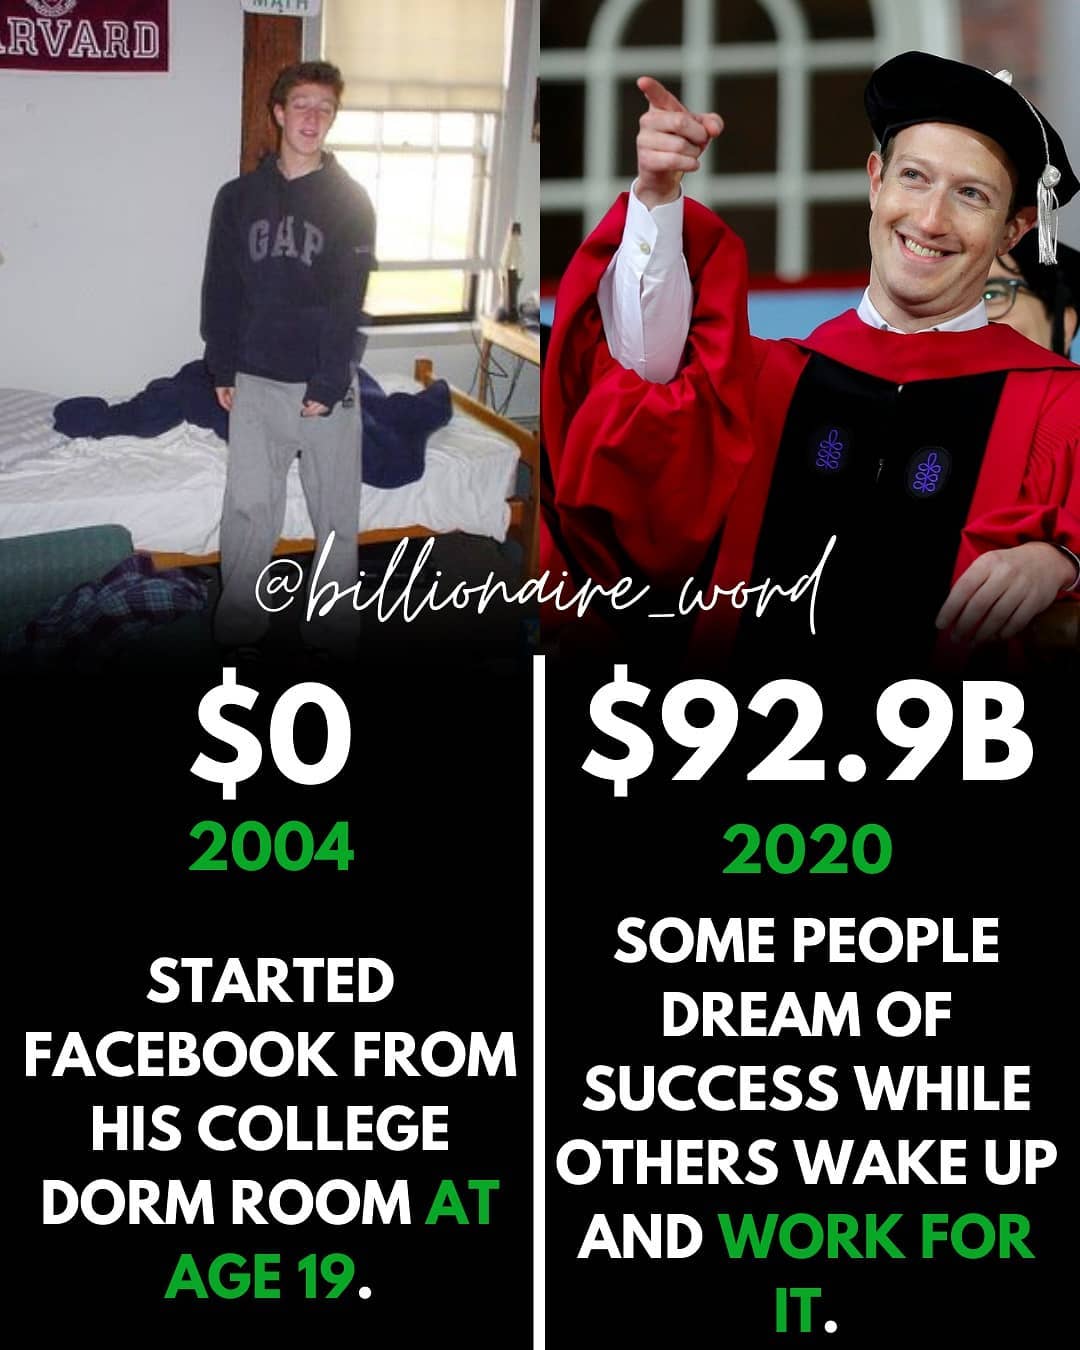 MATH
RVARD
GAP
@billionaire_word
$0
2004
STARTED
FACEBOOK FROM
HIS COLLEGE
DORM ROOM AT
AGE 19.
$92.9B
2020
SOME PEOPLE
DREAM OF
SUCCESS WHILE
OTHERS WAKE UP
AND WORK FOR
IT.